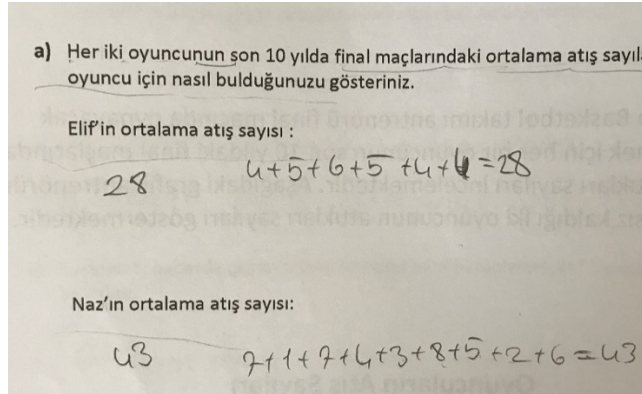 a) Her iki oyuncunun son 10 yılda final maçlarındaki ortalama atış sayıl
oyuncu için nasıl bulduğunuzu gösteriniz.
Elif'in ortalama atış sayısı :
28 4+5+6+5+4+4=28
Naz'ın ortalama atış sayısı:
43 7+1+7+4+3+8+5+2+6=43